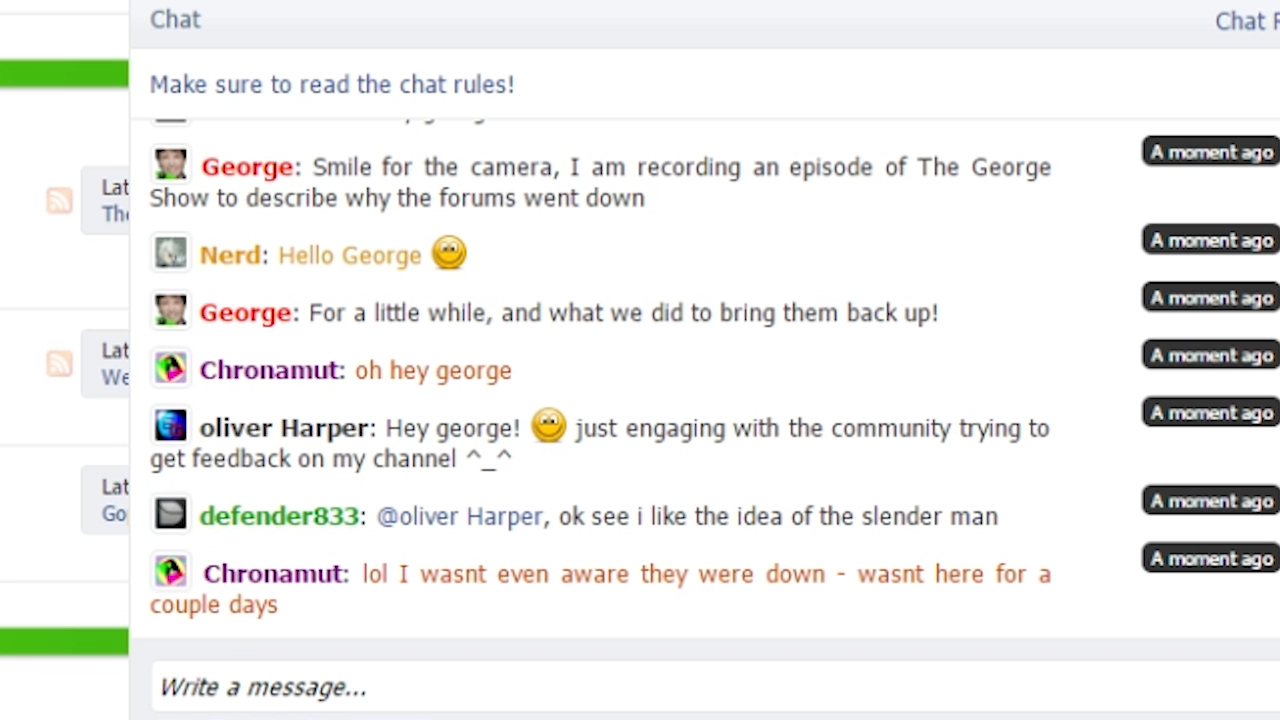 Chat
Chat
Make sure to read the chat rules!
George: Smile for the camera, I am recording an episode of The George
Show to describe why the forums went down
A moment ago
Nerd: Hello George
A moment ago
George: For a little while, and what we did to bring them back up!
A moment ago
Chronamut: oh hey george
A moment ago
oliver Harper: Hey george! just engaging with the community trying to
get feedback on my channel ^_^
A moment ago
defender833: @oliver Harper, ok see i like the idea of the slender man
A moment ago
Chronamut: lol I wasnt even aware they were down - wasnt here for a
couple days
A moment ago
Write a message...